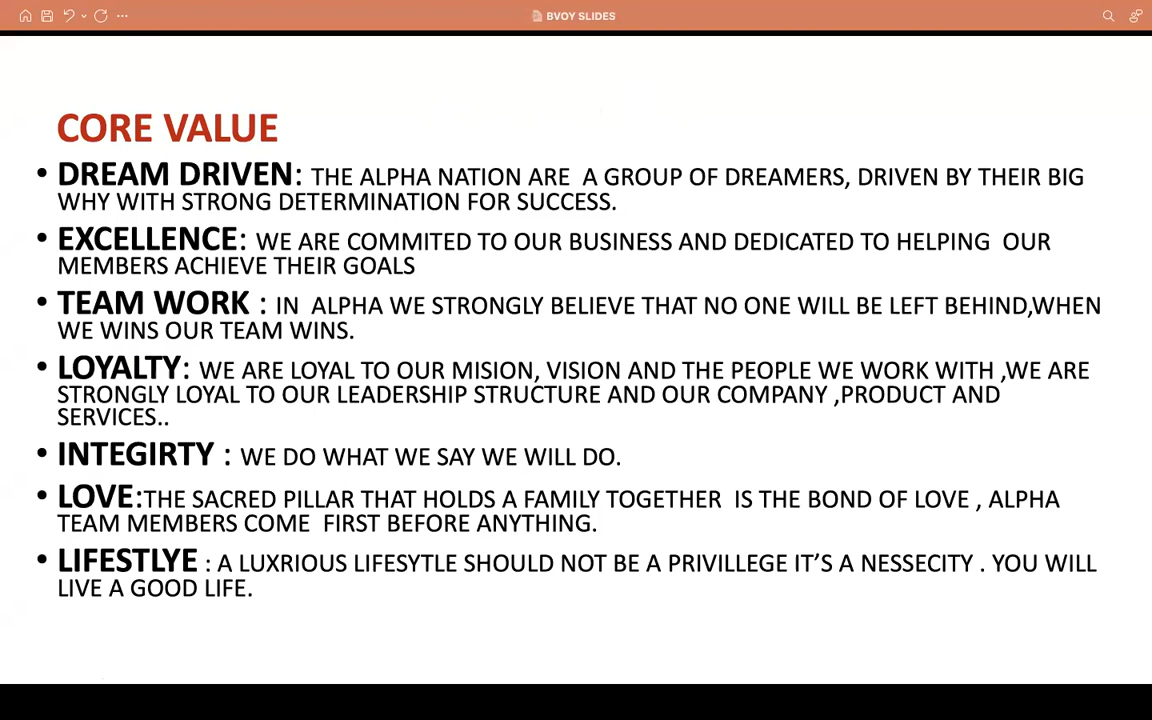 BVOY SLIDES
CORE VALUE
• DREAM DRIVEN: THE ALPHA NATION ARE A GROUP OF DREAMERS, DRIVEN BY THEIR BIG
WHY WITH STRONG DETERMINATION FOR SUCCESS.
• EXCELLENCE: WE ARE COMMITED TO OUR BUSINESS AND DEDICATED TO HELPING OUR
MEMBERS ACHIEVE THEIR GOALS
• TEAM WORK : IN ALPHA WE STRONGLY BELIEVE THAT NO ONE WILL BE LEFT BEHIND,WHEN
WE WINS OUR TEAM WINS.
• LOYALTY: WE ARE LOYAL TO OUR MISION, VISION AND THE PEOPLE WE WORK WITH ,WE ARE
STRONGLY LOYAL TO OUR LEADERSHIP STRUCTURE AND OUR COMPANY ,PRODUCT AND
SERVICES..
• INTEGIRTY : WE DO WHAT WE SAY WE WILL DO.
• LOVE:THE SACRED PILLAR THAT HOLDS A FAMILY TOGETHER IS THE BOND OF LOVE , ALPHA
TEAM MEMBERS COME FIRST BEFORE ANYTHING.
• LIFESTLYE : A LUXRIOUS LIFESYTLE SHOULD NOT BE A PRIVILLEGE IT’S A NESSECITY . YOU WILL
LIVE A GOOD LIFE.